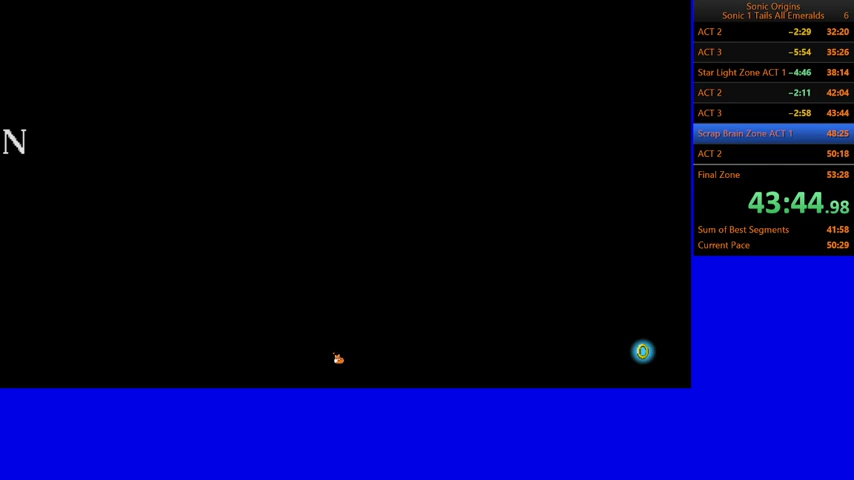 N
Sonic Origins
Sonic 1 Tails All Emeralds 6
ACT 2 -2:29 32:20
ACT 3 -5:54 35:26
Star Light Zone ACT 1 -4:46 38:14
ACT 2 -2:11 42:04
ACT 3 -2:58 43:44
Scrap Brain Zone ACT 1 48:25
ACT 2 50:18
Final Zone 53:28
43:44.98
Sum of Best Segments 41:58
Current Pace 50:29